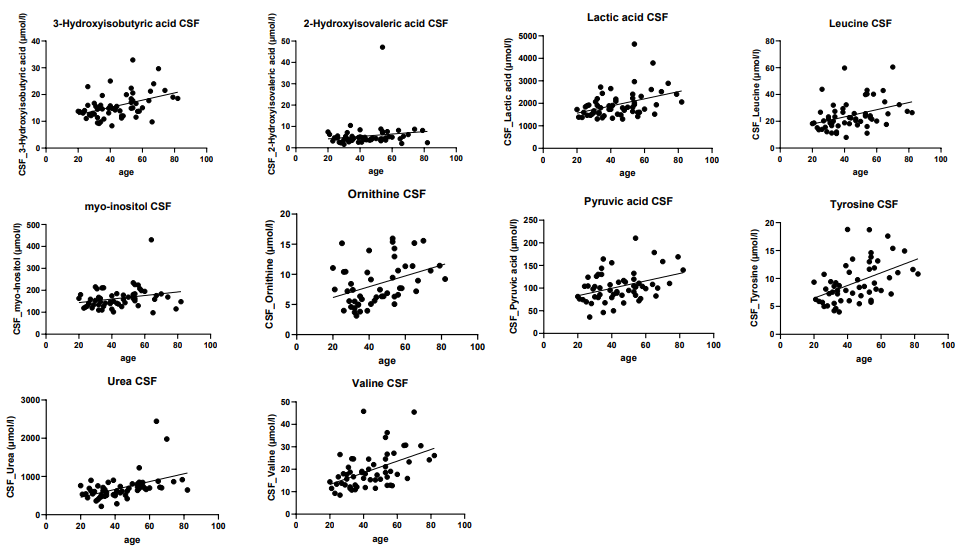 3-Hydroxyisobutyric acid CSF
CSF_3-Hydroxyisobutyric acid (µmol/l)
40
30
20
10
0
0 20 40 60 80 100
age
2-Hydroxyisovaleric acid CSF
CSF_2-Hydroxyisovaleric acid (µmol/l)
50
40
30
20
10
0
0 20 40 60 80 100
age
Lactic acid CSF
CSF_Lactic acid (µmol/l)
5000
4000
3000
2000
1000
0
0 20 40 60 80 100
age
Leucine CSF
CSF_Leucine (µmol/l)
80
60
40
20
0
0 20 40 60 80 100
age
myo-inositol CSF
CSF_myo-Inositol (µmol/l)
500
400
300
200
100
0
0 20 40 60 80 100
age
Ornithine CSF
CSF_Ornithine (µmol/l)
20
15
10
5
0
0 20 40 60 80 100
age
Pyruvic acid CSF
CSF_Pyruvic acid (µmol/l)
250
200
150
100
50
0
0 20 40 60 80 100
age
Tyrosine CSF
CSF_Tyrosine (µmol/l)
20
15
10
5
0
0 20 40 60 80 100
age
Urea CSF
CSF_Urea (µmol/l)
3000
2000
1000
0
0 20 40 60 80 100
age
Valine CSF
CSF_Valine (µmol/l)
50
40
30
20
10
0
0 20 40 60 80 100
age